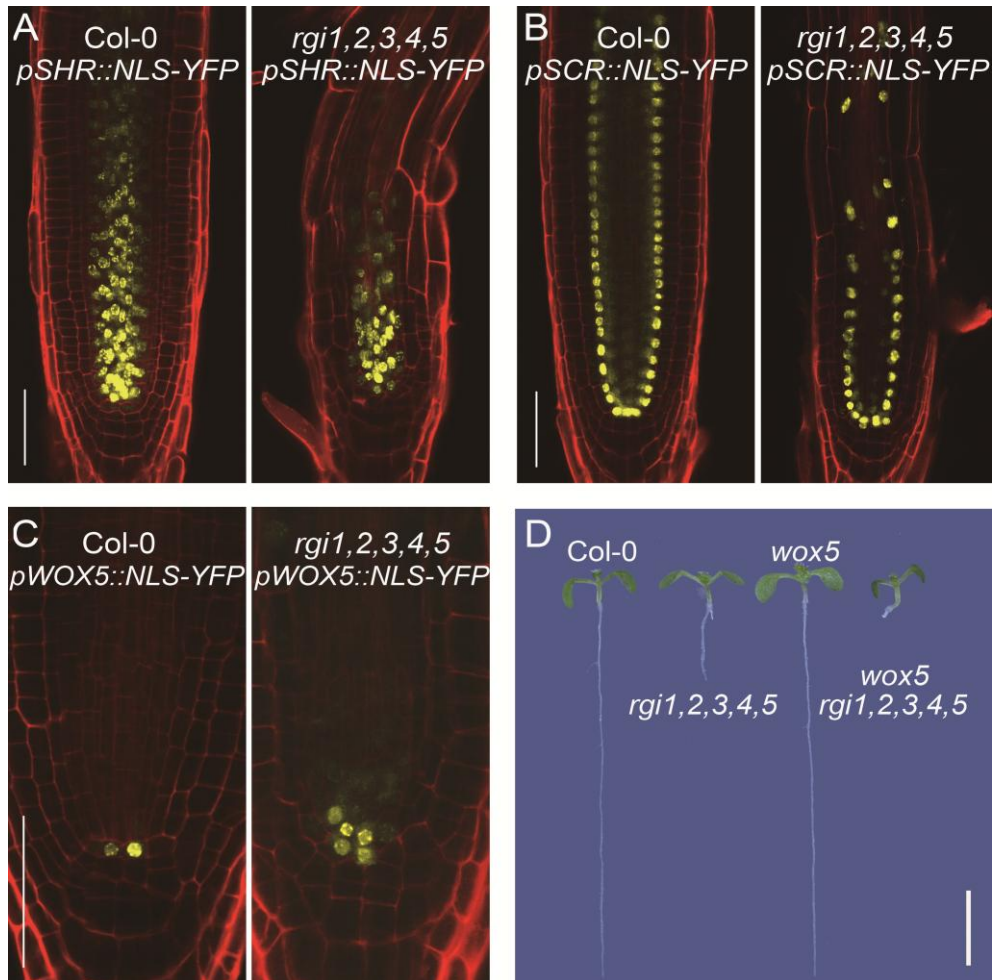 A
Col-0
pSHR::NLS-YFP
rgi1,2,3,4,5
pSHR::NLS-YFP
B
Col-0
pSCR::NLS-YFP
rgi1,2,3,4,5
pSCR::NLS-YFP
C
Col-0
pWOX5::NLS-YFP
rgi1,2,3,4,5
pWOX5::NLS-YFP
D
Col-0
wox5
rgi1,2,3,4,5
wox5
rgi1,2,3,4,5